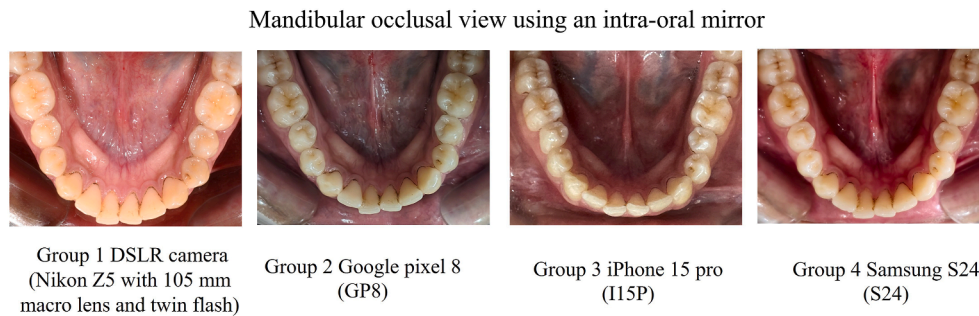 Mandibular occlusal view using an intra-oral mirror
Group 1 DSLR camera
(Nikon Z5 with 105 mm
macro lens and twin flash)
Group 2 Google pixel 8
(GP8)
Group 3 iPhone 15 pro
(I15P)
Group 4 Samsung S24
(S24)